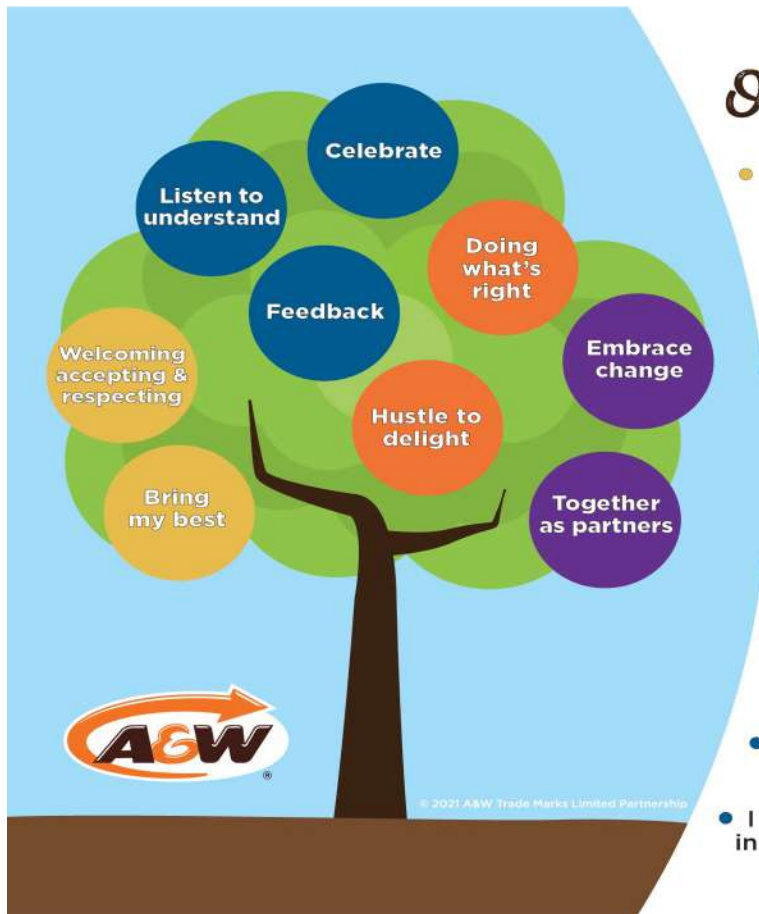 Celebrate
Listen to
understand
Doing
what's
right
Feedback
Embrace
change
Welcoming
accepting &
respecting
Hustle to
delight
Bring
my best
Together
as partners
A&W
®
© 2021 A&W Trade Marks Limited Partnership
• I
in